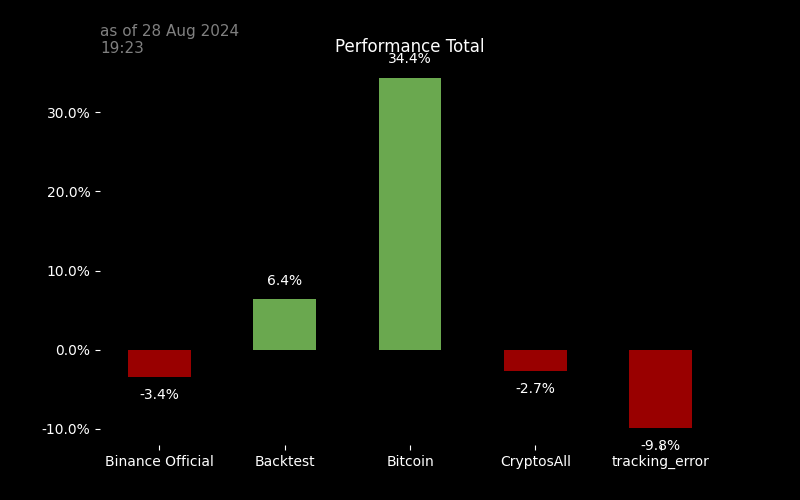 as of 28 Aug 2024
19:23
Performance Total
34.4%
30.0%
20.0%
10.0%
6.4%
0.0%
-3.4%
-2.7%
-10.0%
-9.8%
Binance Official
Backtest
Bitcoin
CryptosAll
tracking_error